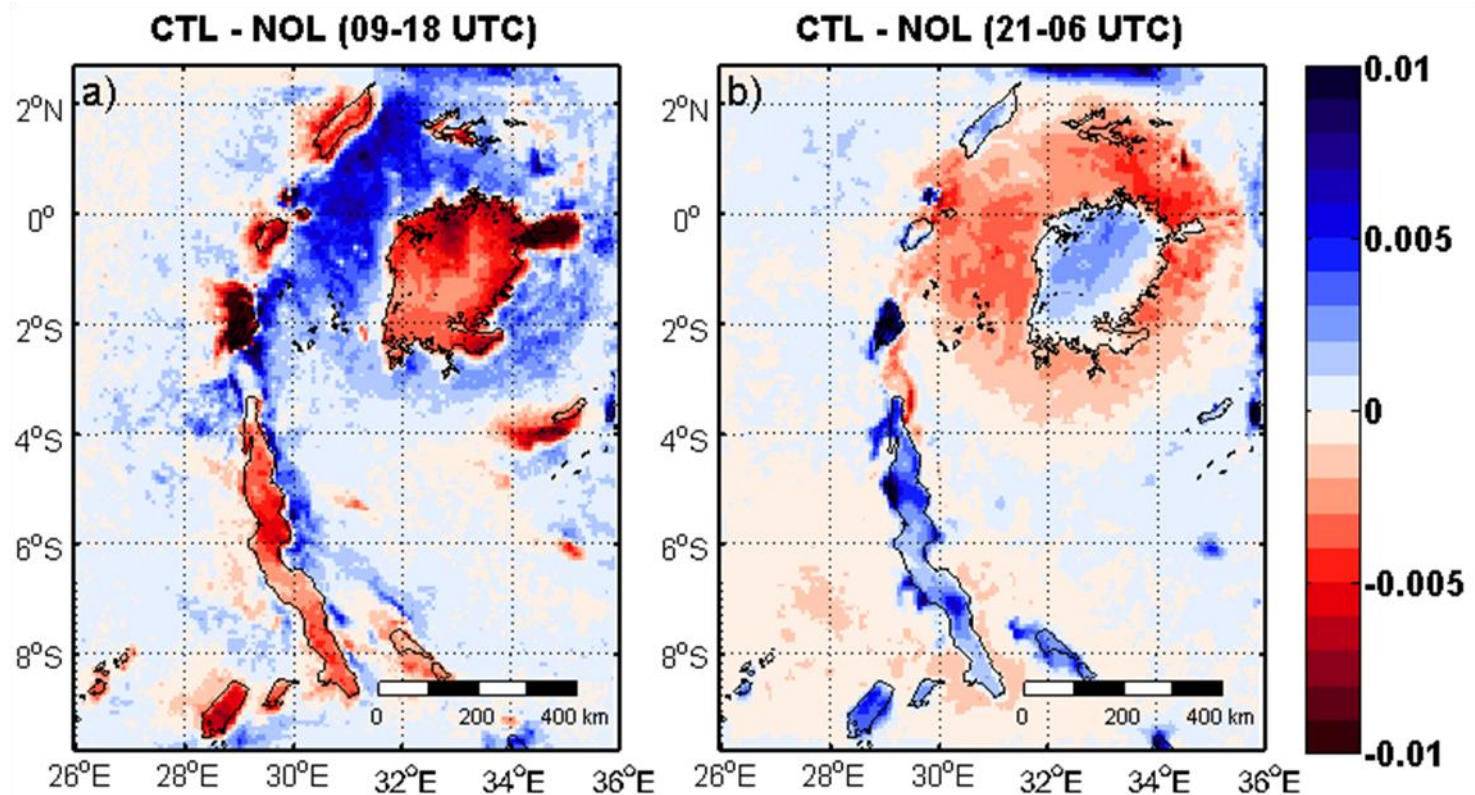 CTL - NOL (09-18 UTC)
CTL - NOL (21-06 UTC)
a)
2°N
0°
2°S
4°S
6°S
8°S
0 200 400 km
26°E 28°E 30°E 32°E 34°E 36°E
b)
2°N
0°
2°S
4°S
6°S
8°S
0 200 400 km
26°E 28°E 30°E 32°E 34°E 36°E
0.01
0.005
0
-0.005
-0.01